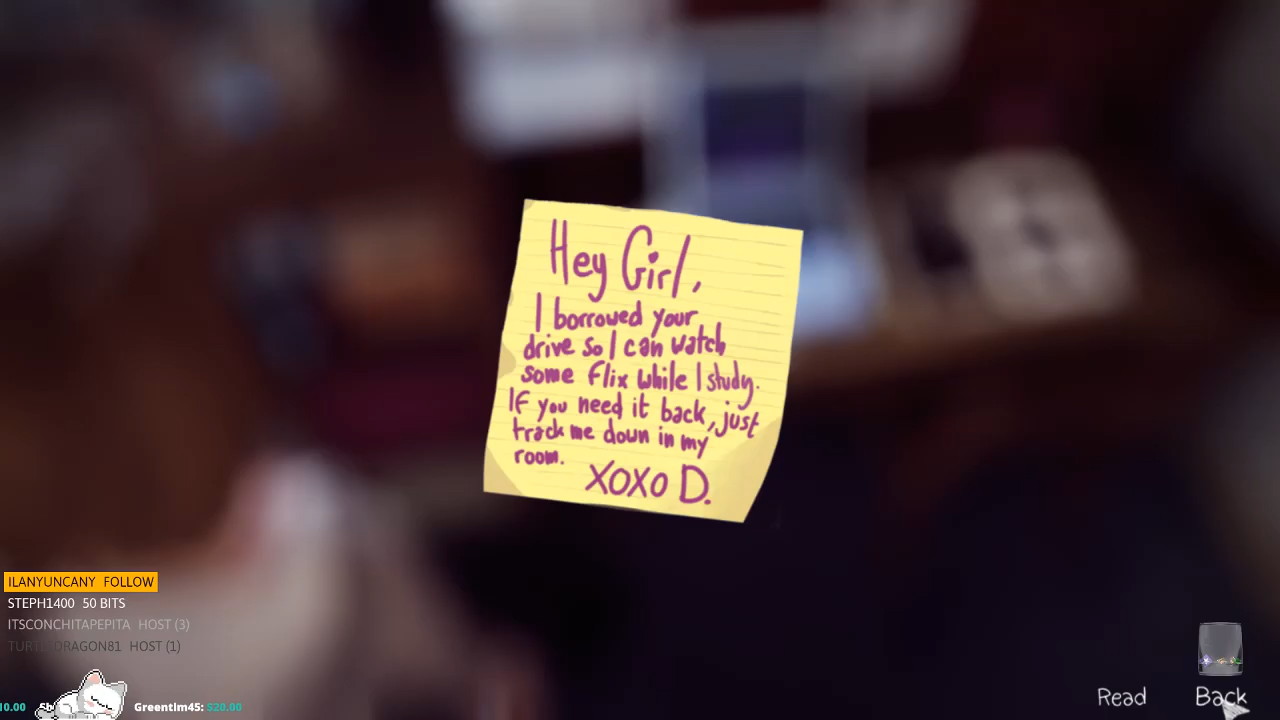 Hey Girl,
I borrowed your
drive so I can watch
some flix while I study.
If you need it back, just
track me down in my
room.
XOXO D.
ILANYUNCANY FOLLOW
STEPH1400 50 BITS
ITSCONCHITAPEPITA HOST (3)
DRAGON81 HOST (1)
Greentlm45: $20.00
Read Back